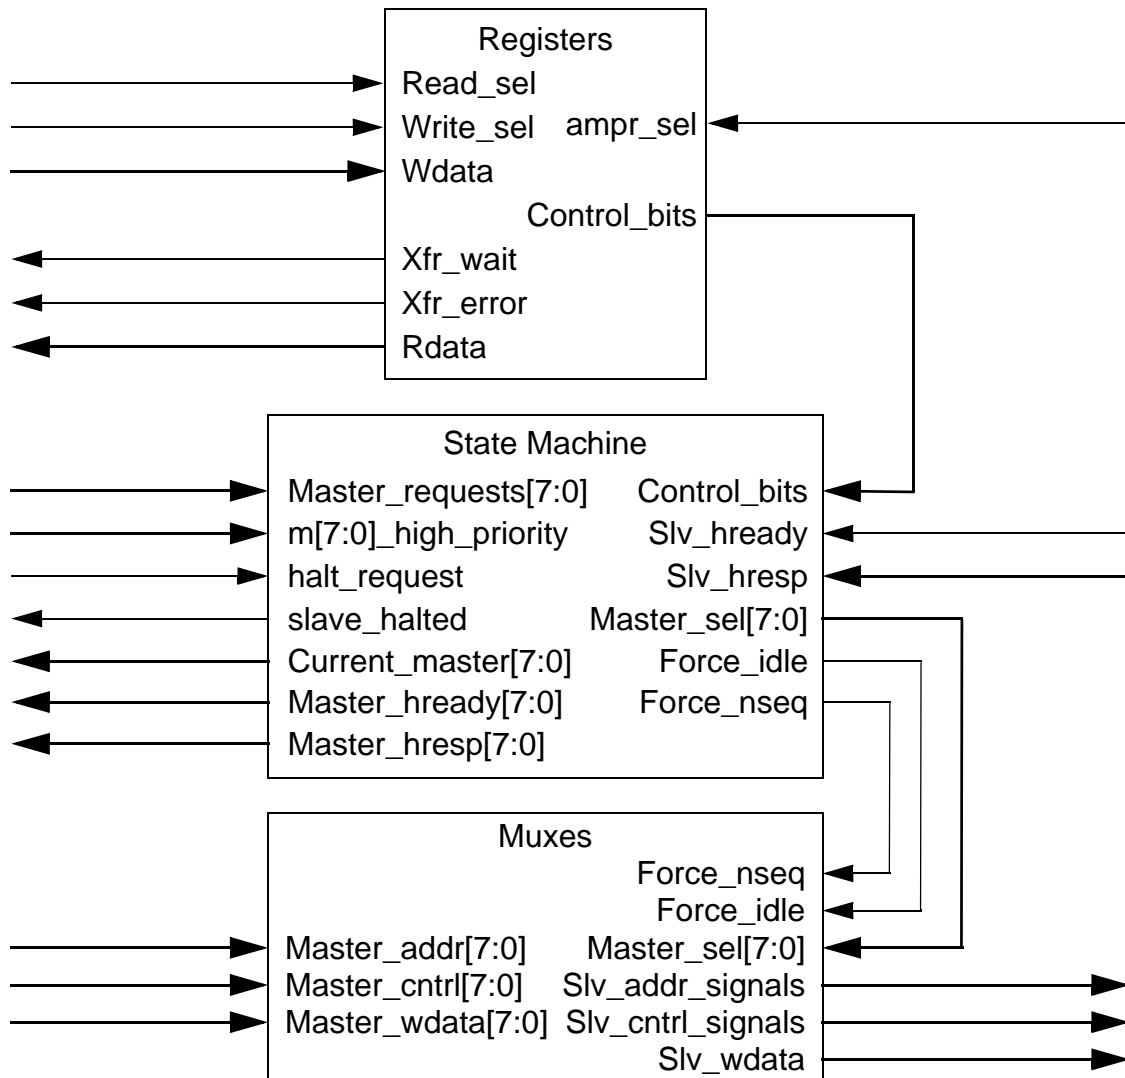 Registers
Read_sel
Write_sel ampr_sel
Wdata
Control_bits
Xfr_wait
Xfr_error
Rdata
State Machine
Master_requests[7:0] Control_bits
m[7:0]_high_priority Slv_hready
halt_request Slv_hresp
slave_halted Master_sel[7:0]
Current_master[7:0] Force_idle
Master_hready[7:0] Force_nseq
Master_hresp[7:0]
Muxes
Force_nseq
Force_idle
Master_addr[7:0] Master_sel[7:0]
Master_cntrl[7:0] Slv_addr_signals
Master_wdata[7:0] Slv_cntrl_signals
Slv_wdata